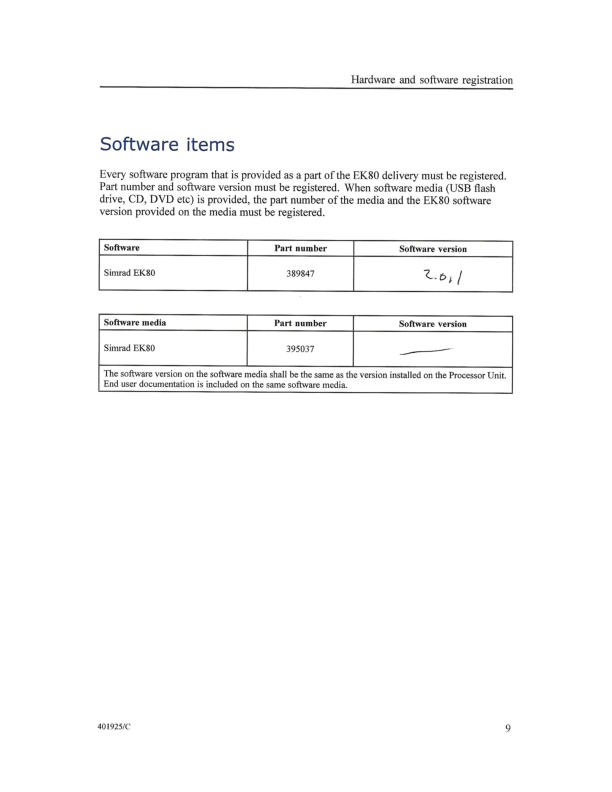 Hardware and software registration
Software items
Every software program that is provided as a part of the EK80 delivery must be registered.
Part number and software version must be registered. When software media (USB flash
drive, CD, DVD etc) is provided, the part number of the media and the EK80 software
version provided on the media must be registered.
Software Part number Software version
Simrad EK80 389847 2.0.1
Software media Part number Software version
Simrad EK80 395037
The software version on the software media shall be the same as the version installed on the Processor Unit.
End user documentation is included on the same software media.
401925/C 9